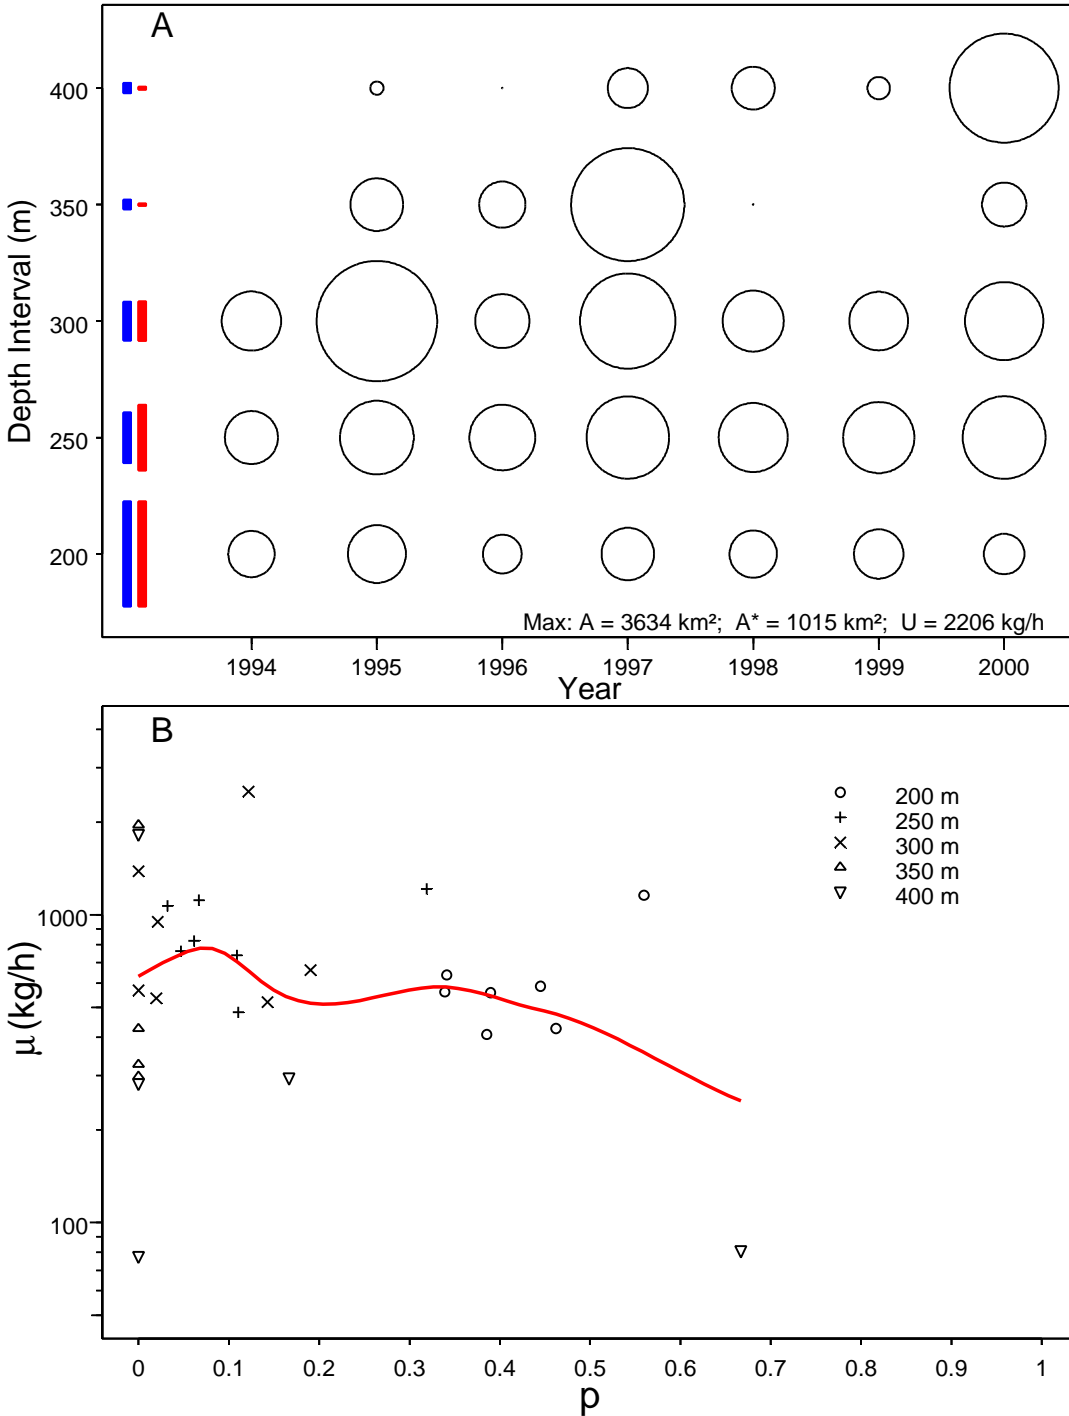 A
Depth Interval (m)
400
350
300
250
200
Max: A = 3634 km²; A* = 1015 km²; U = 2206 kg/h
1994 1995 1996 1997 1998 1999 2000
Year
B
200 m
250 m
300 m
350 m
400 m
μ (kg/h)
1000
100
0 0.1 0.2 0.3 0.4 0.5 0.6 0.7 0.8 0.9 1
p